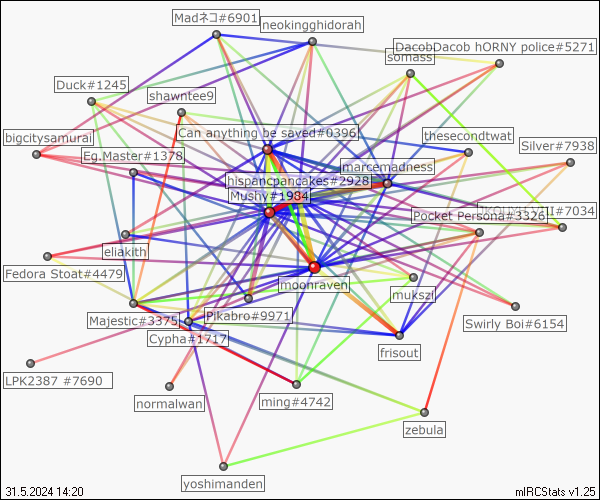 Madネコ#6901
neokingghidorah
DacobDacob hORNY police#5271
somass
Duck#1245
shawntee9
Can anything be saved#0396
thesecondtwat
bigcitysamurai
Silver#7938
Eg.Master#1378
marcemadness
hispancpancakes#2928
Mushy#1984
Pocket Persona#3326
II#7034
eliakith
Fedora Stoat#4479
moonraven
mukszf
Majestic#3375
Pikabro#9971
Swirly Boi#6154
Cypha#1717
frisout
LPK2387 #7690
normalwan
ming#4742
zebula
yoshimanden
31.5.2024 14:20
mIRCStats v1.25